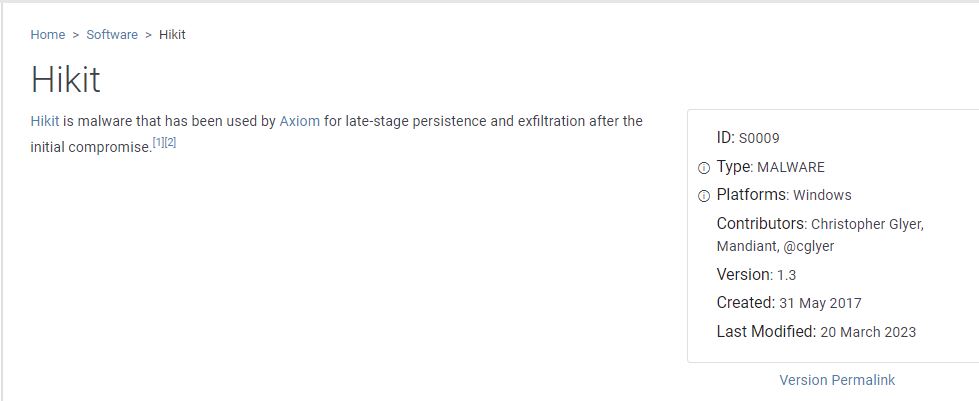 Home > Software > Hikit
Hikit
Hikit is malware that has been used by Axiom for late-stage persistence and exfiltration after the
initial compromise.[1][2]
ID: S0009
Type: MALWARE
Platforms: Windows
Contributors: Christopher Glyer,
Mandiant, @cglyer
Version: 1.3
Created: 31 May 2017
Last Modified: 20 March 2023
Version Permalink